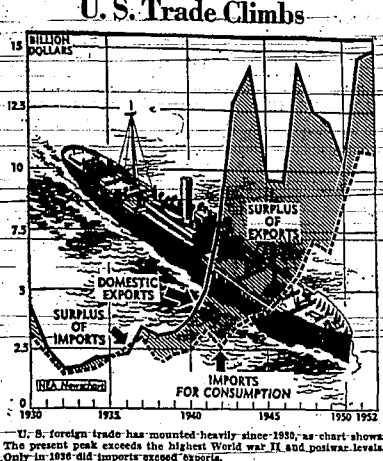 U. S. Trade Climbs
BILLION
DOLLARS
15
12.5
10
7.5
5
2.5
0
SURPLUS
OF
EXPORTS
DOMESTIC
EXPORTS
SURPLUS
OF
IMPORTS
IMPORTS
FOR CONSUMPTION
NEA Newschart
1930 1935 1940 1945 1950 1952
U. S. foreign trade has mounted heavily since 1930, as chart shows.
The present peak exceeds the highest World war II and postwar levels.
Only in 1936 did imports exceed exports.